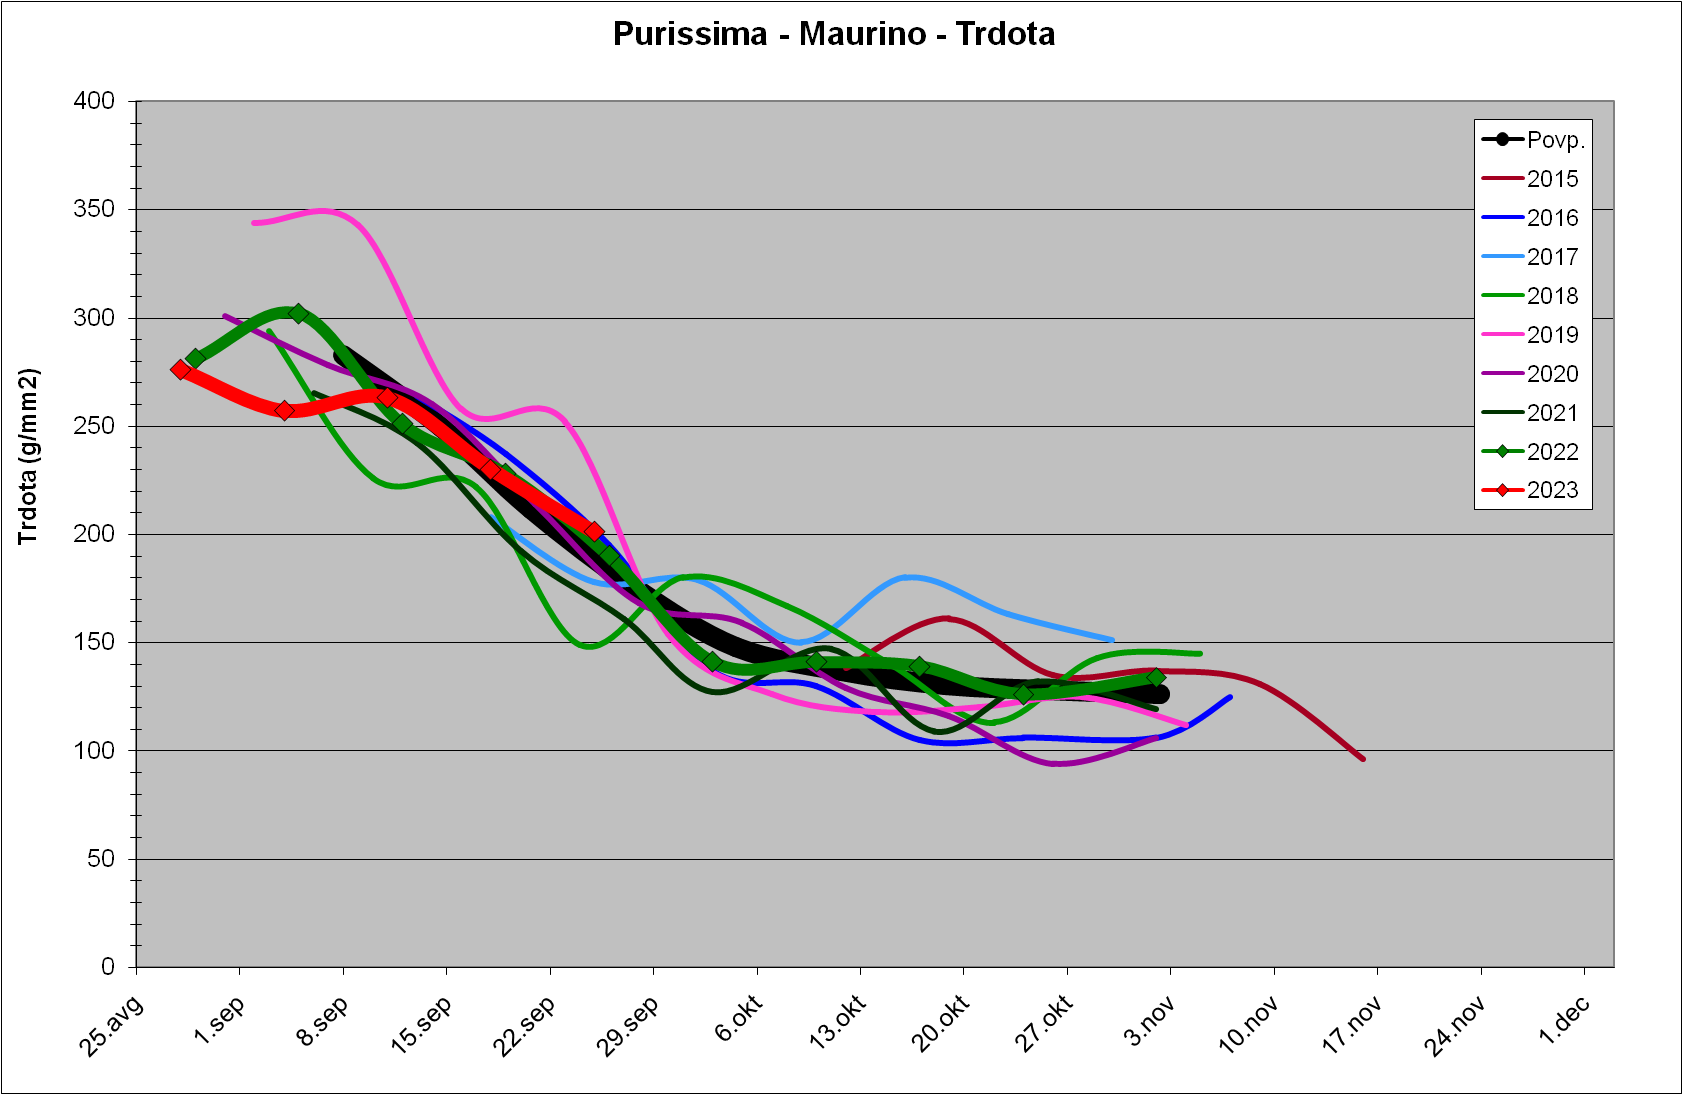 Purissima - Maurino - Trdota
Trdota (g/mm2)
400
350
300
250
200
150
100
50
0
25.avg
1.sep
8.sep
15.sep
22.sep
29.sep
6.okt
13.okt
20.okt
27.okt
3.nov
10.nov
17.nov
24.nov
1.dec
Povp.
2015
2016
2017
2018
2019
2020
2021
2022
2023